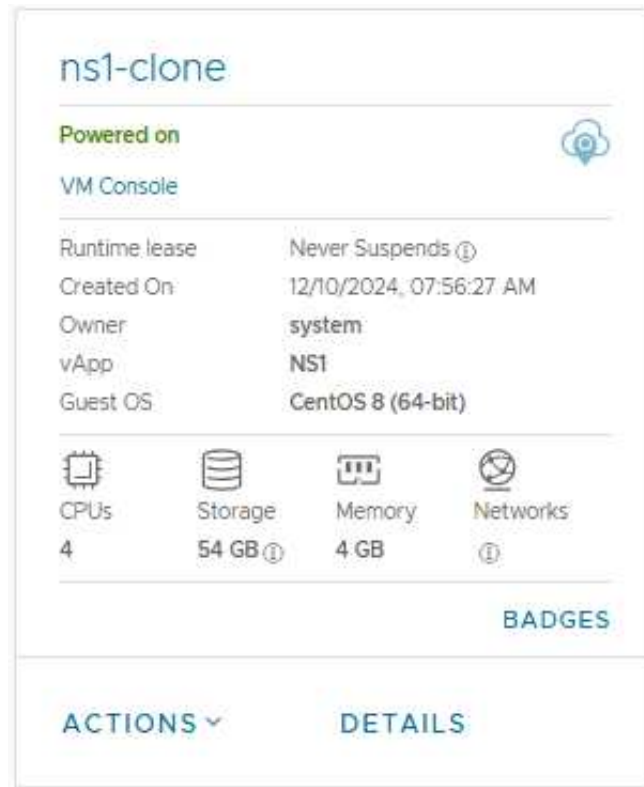 ns1-clone
Powered on
VM Console
Runtime lease Never Suspends
Created On 12/10/2024, 07:56:27 AM
Owner system
vApp NS1
Guest OS CentOS 8 (64-bit)
CPUs Storage Memory Networks
4 54 GB 4 GB
BADGES
ACTIONS DETAILS